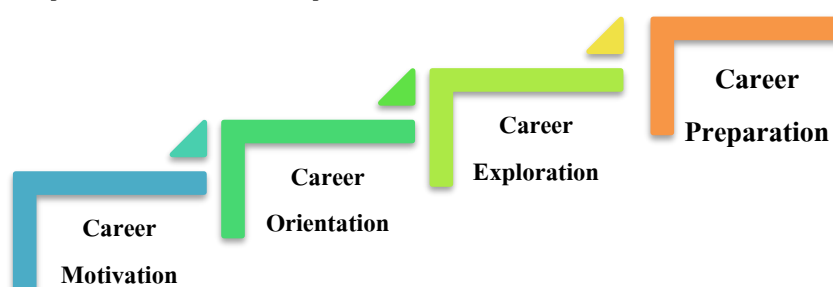 Career
Preparation
Career
Exploration
Career
Orientation
Career
Motivation